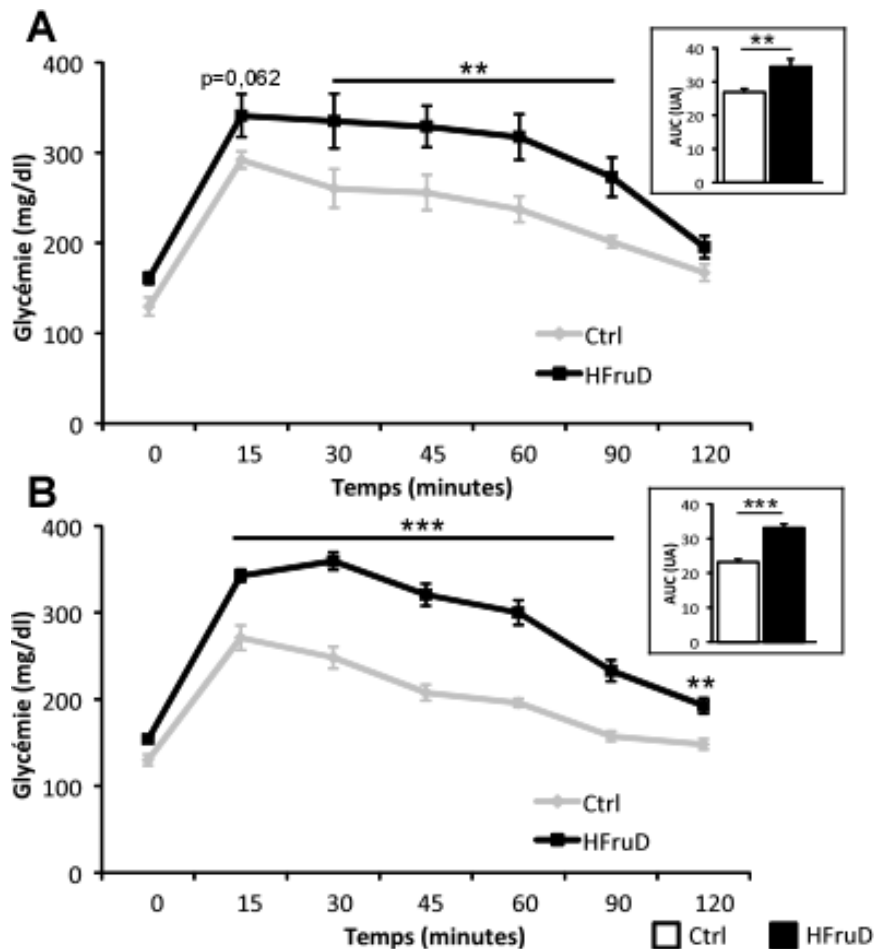 A
p=0,062
**
400
300
200
100
0
Glycémie (mg/dl)
Ctrl
HFruD
0 15 30 45 60 90 120
Temps (minutes)
**
40
30
20
10
0
AUC (UA)
B
***
400
300
200
100
0
Glycémie (mg/dl)
**
Ctrl
HFruD
0 15 30 45 60 90 120
Temps (minutes)
***
40
30
20
10
0
AUC (UA)
Ctrl HFruD